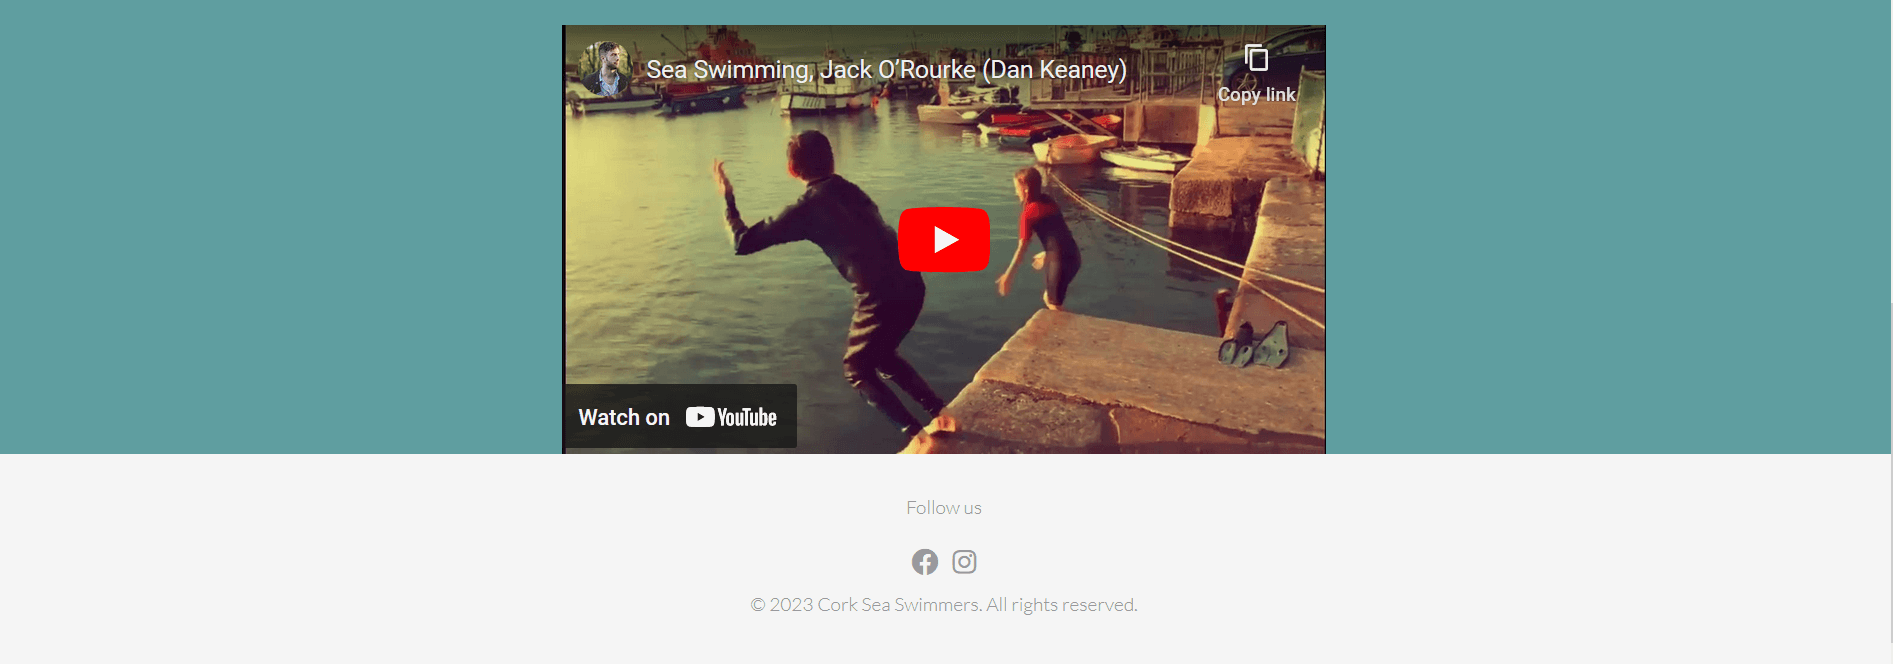 Sea Swimming, Jack O’Rourke (Dan Keaney)
Copy link
Watch on YouTube
Follow us
© 2023 Cork Sea Swimmers. All rights reserved.